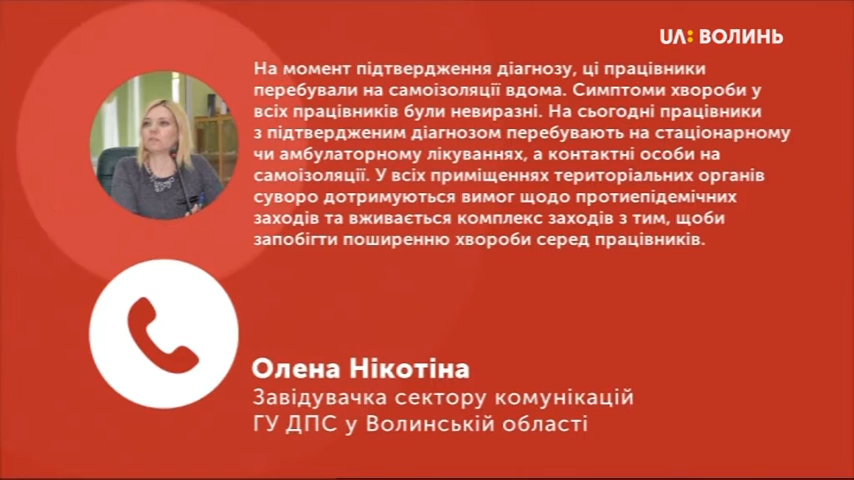 UA: ВОЛИНЬ
На момент підтвердження діагнозу, ці працівники
перебували на самоізоляції вдома. Симптоми хвороби у
всіх працівників були невиразні. На сьогодні працівники
з підтвердженим діагнозом перебувають на стаціонарному
чи амбулаторному лікуваннях, а контактні особи на
самоізоляції. У всіх приміщеннях територіальних органів
суворо дотримуються вимог щодо протиепідемічних
заходів та вживається комплекс заходів з тим, щоби
запобігти поширенню хвороби серед працівників.
Олена Нікотіна
Завідувачка сектору комунікацій
ГУ ДПС у Волинській області